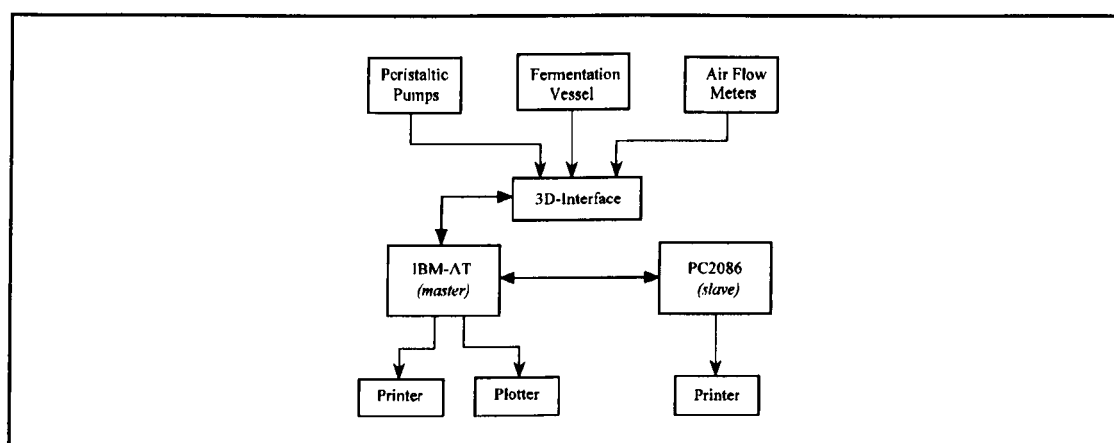 Peristaltic
Pumps
Fermentation
Vessel
Air Flow
Meters
3D-Interface
IBM-AT
(master)
PC2086
(slave)
Printer
Plotter
Printer